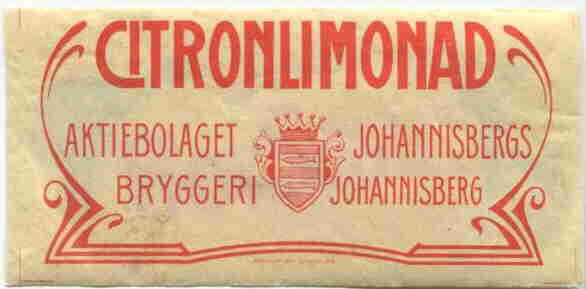 CITRONLIMONAD
AKTIEBOLAGET JOHANNISBERGS
BRYGGERI JOHANNISBERG